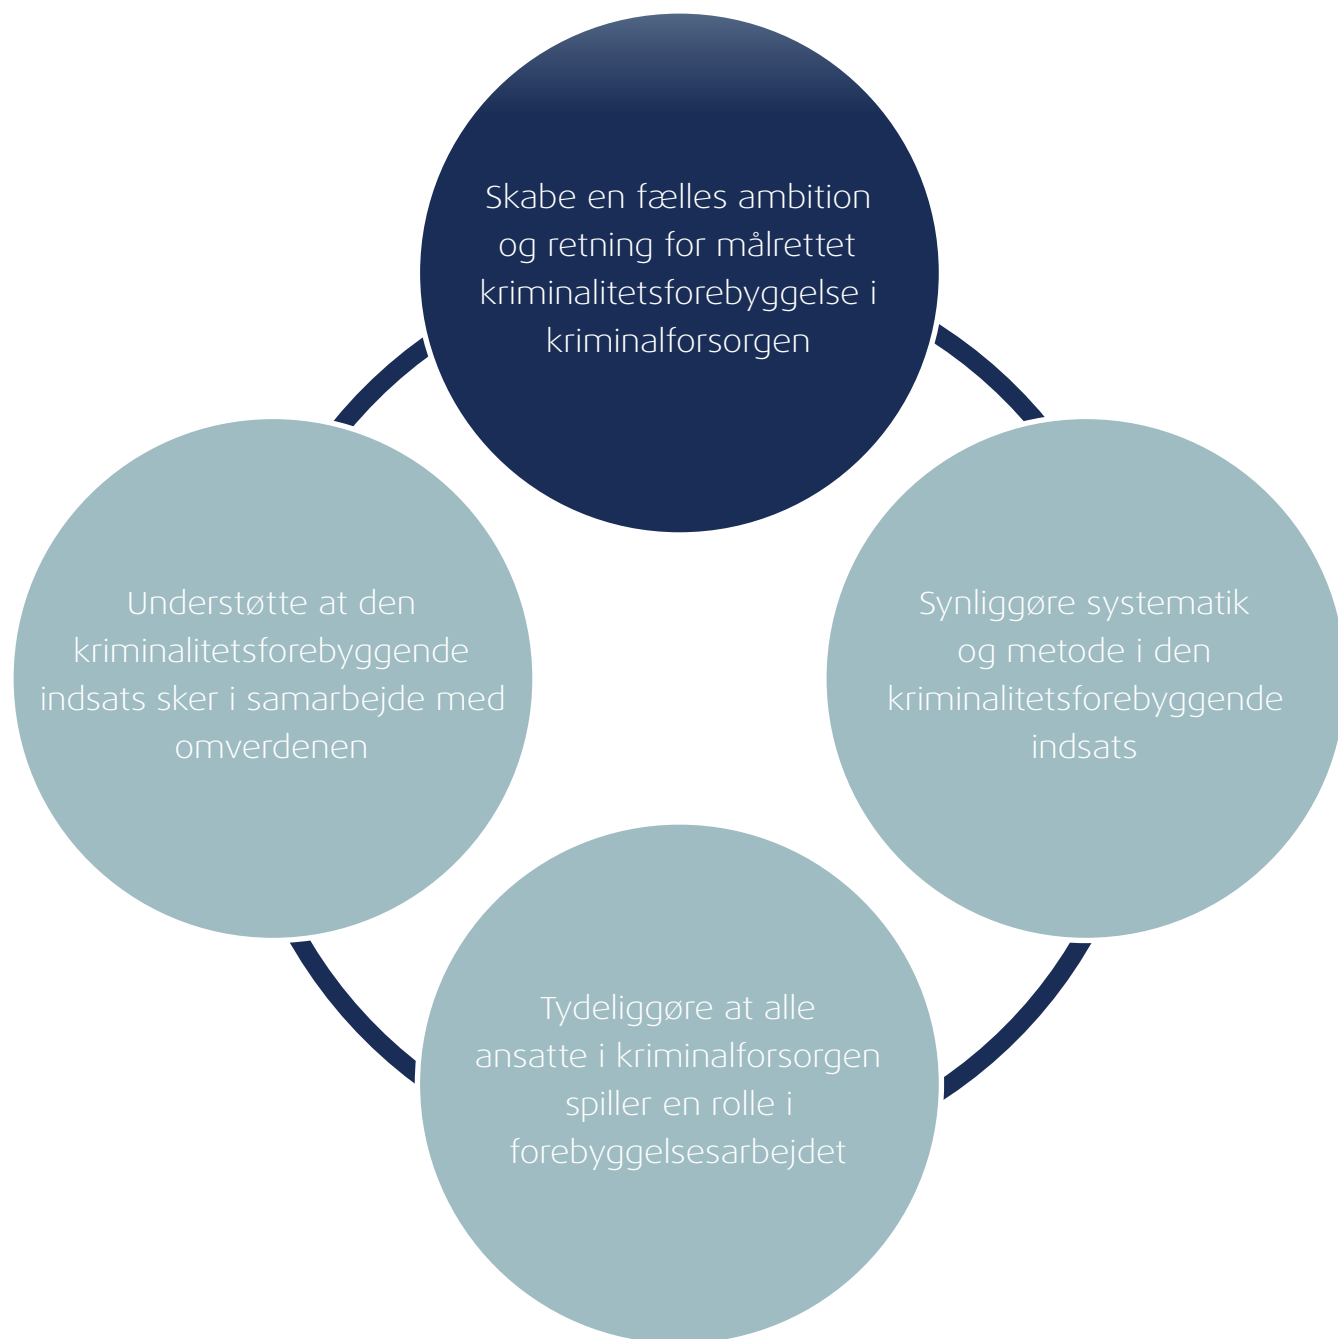 Skabe en fælles ambition
og retning for målrettet
kriminalitetsforebyggelse i
kriminalforsorgen
Understøtte at den
kriminalitetsforebyggende
indsats sker i samarbejde med
omverdenen
Synliggøre systematik
og metode i den
kriminalitetsforebyggende
indsats
Tydeliggøre at alle
ansatte i kriminalforsorgen
spiller en rolle i
forebyggelsesarbejdet